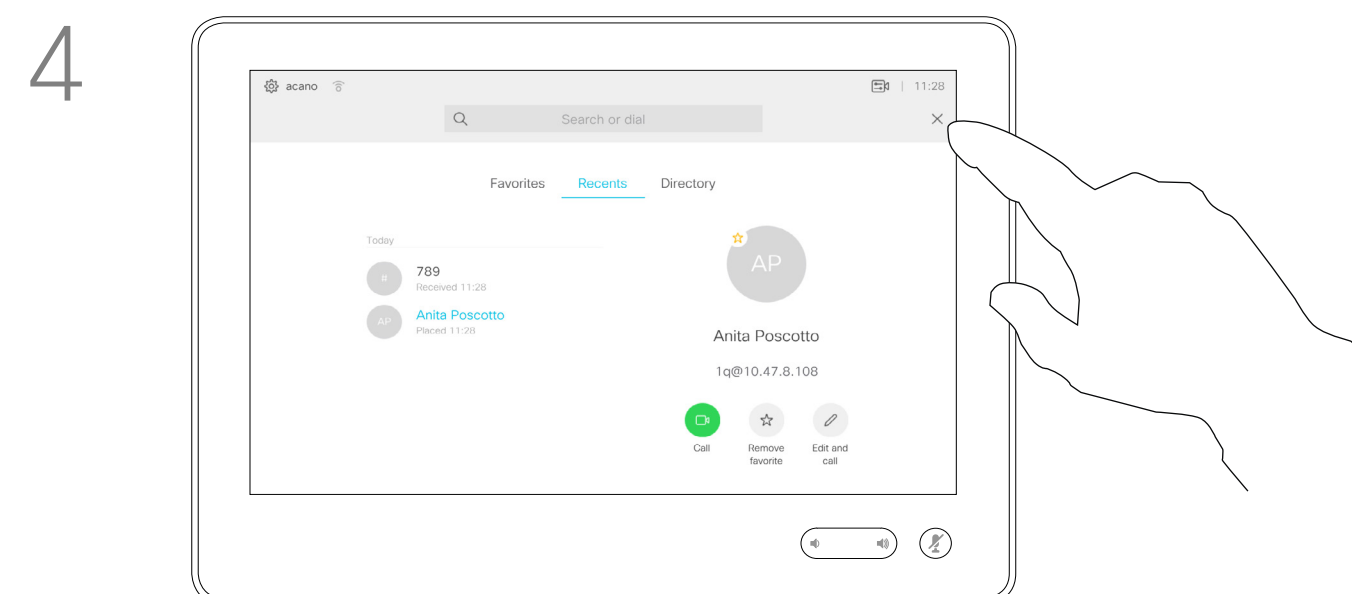 4
acano
11:28
Search or dial
Favorites Recents Directory
Today
#
789
Received 11:28
AP
Anita Poscotto
Placed 11:28
AP
Anita Poscotto
1q@10.47.8.108
Call
Remove
favorite
Edit and
call